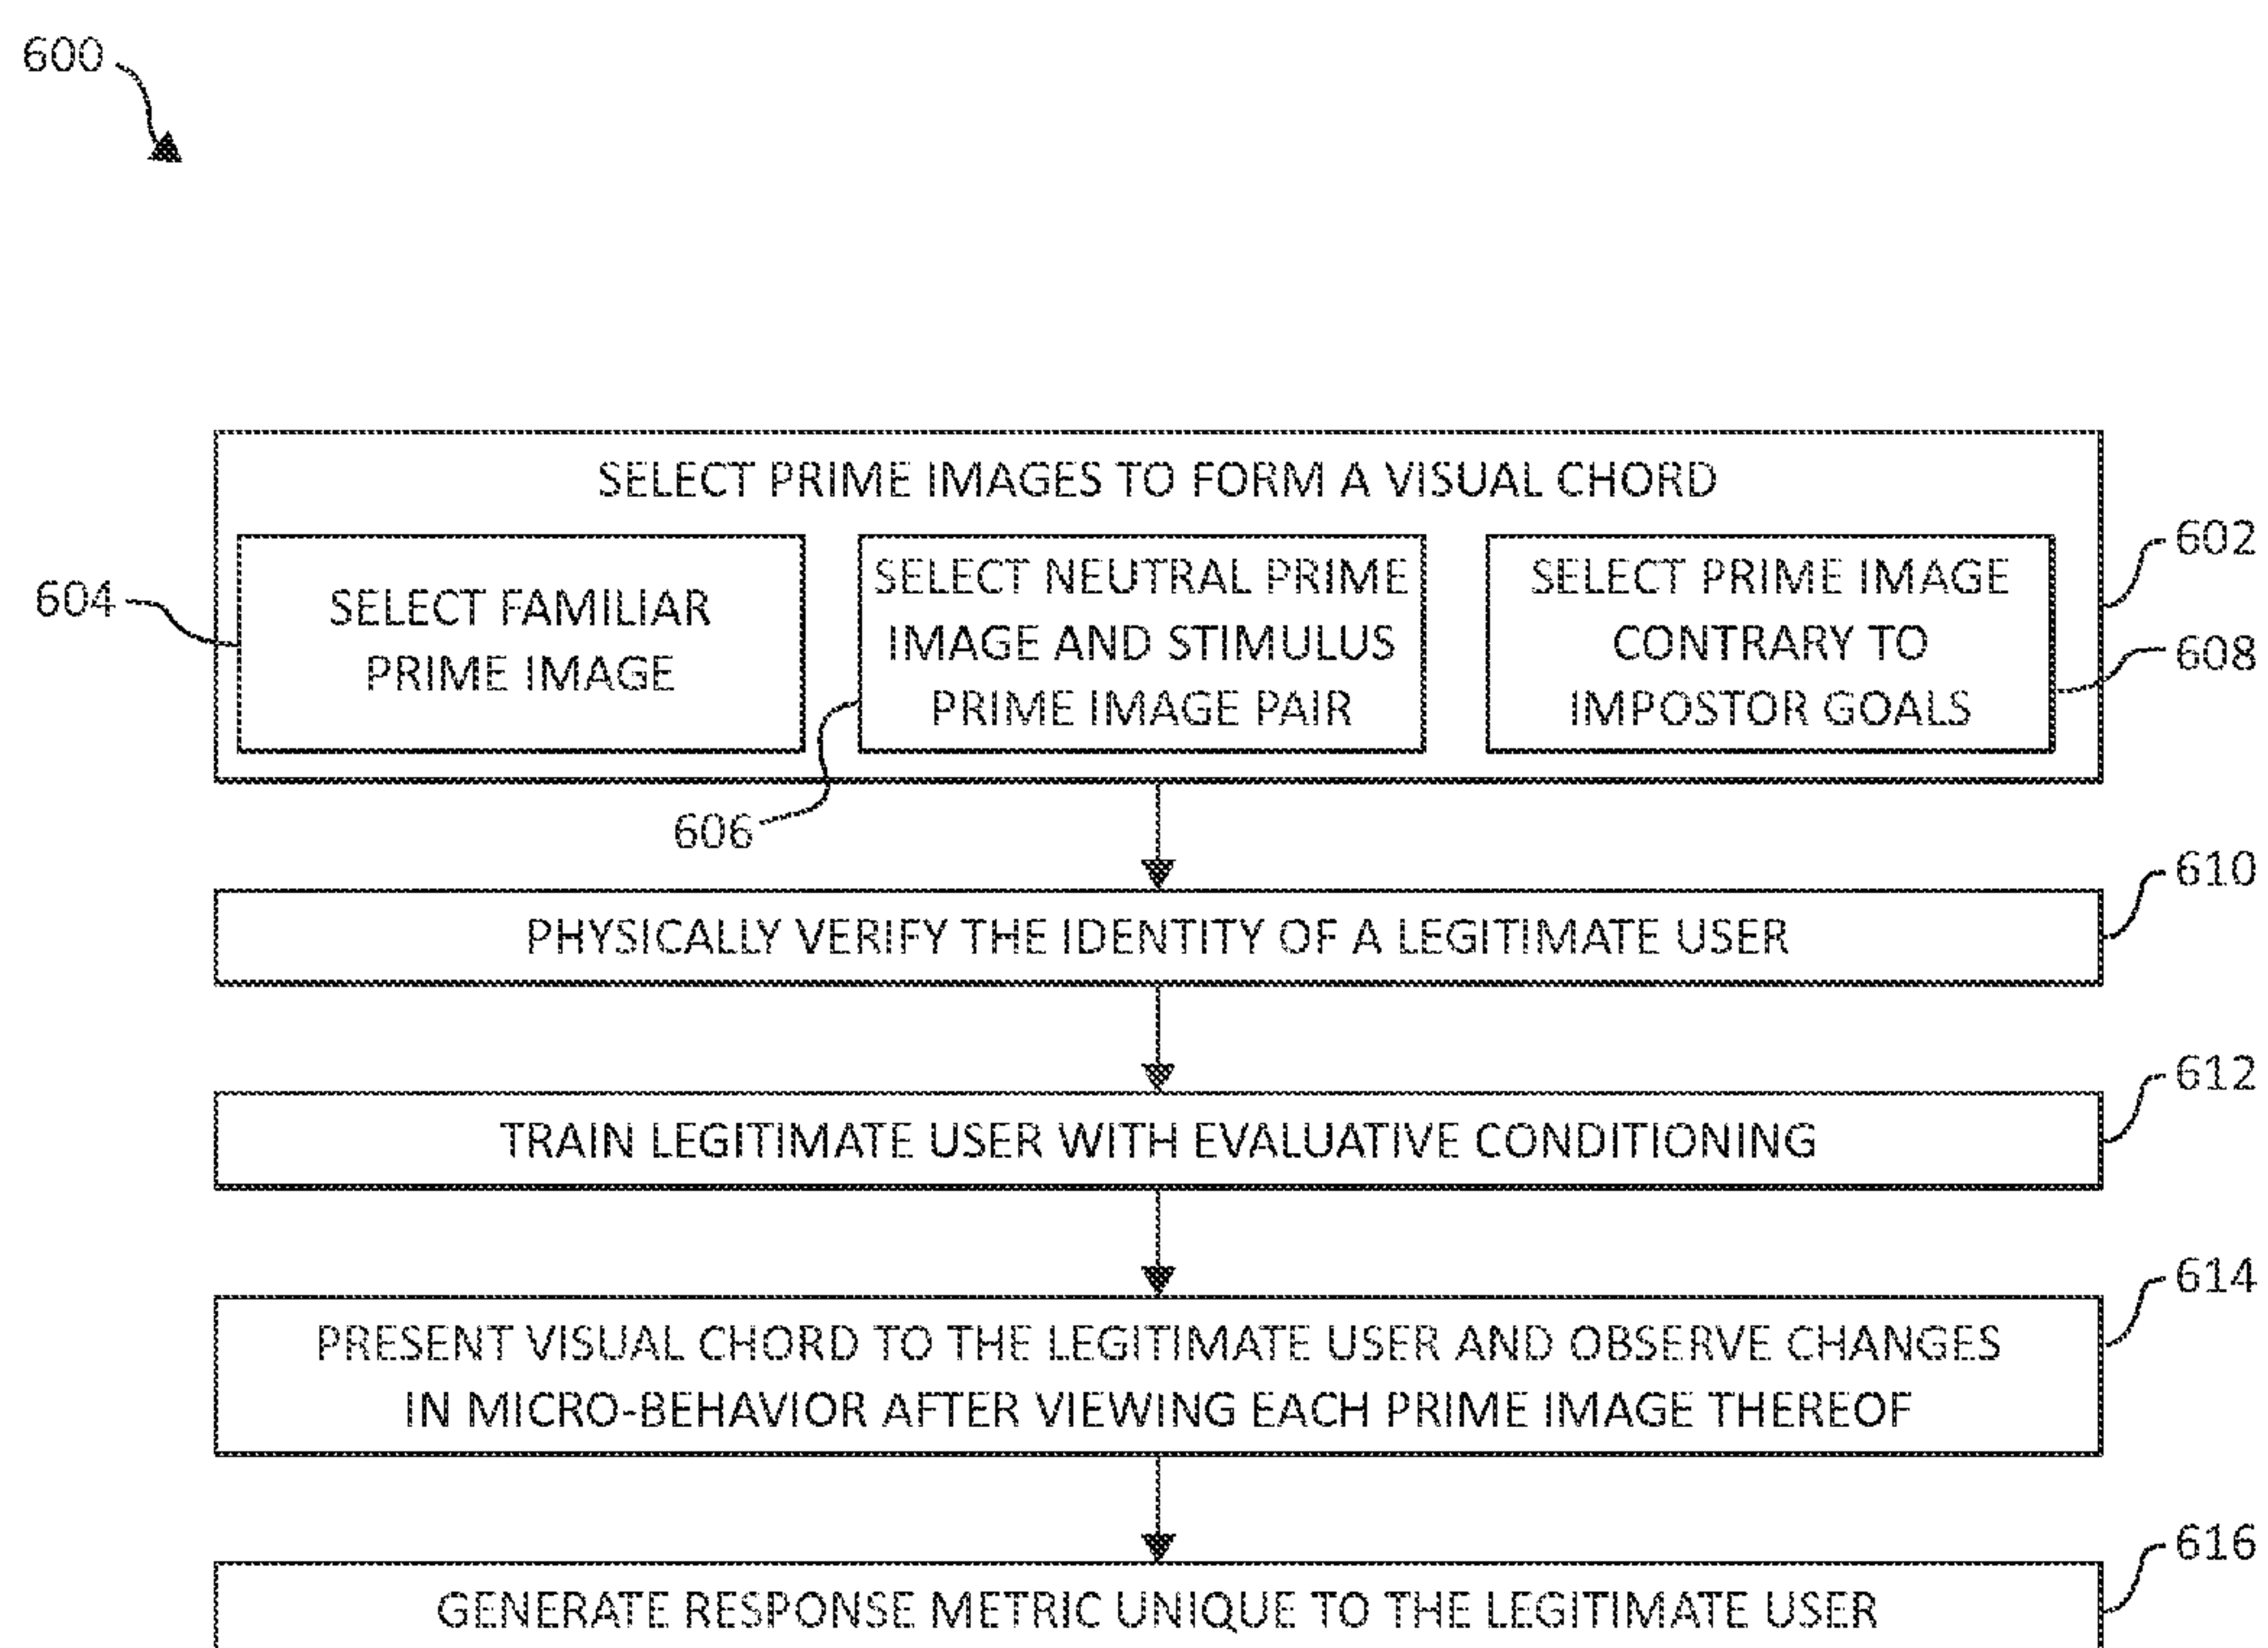 600
SELECT PRIME IMAGES TO FORM A VISUAL CHORD
602
604
SELECT FAMILIAR
PRIME IMAGE
SELECT NEUTRAL PRIME
IMAGE AND STIMULUS
PRIME IMAGE PAIR
SELECT PRIME IMAGE
CONTRARY TO
IMPOSTOR GOALS
608
606
610
PHYSICALLY VERIFY THE IDENTITY OF A LEGITIMATE USER
612
TRAIN LEGITIMATE USER WITH EVALUATIVE CONDITIONING
614
PRESENT VISUAL CHORD TO THE LEGITIMATE USER AND OBSERVE CHANGES
IN MICRO-BEHAVIOR AFTER VIEWING EACH PRIME IMAGE THEREOF
616
GENERATE RESPONSE METRIC UNIQUE TO THE LEGITIMATE USER